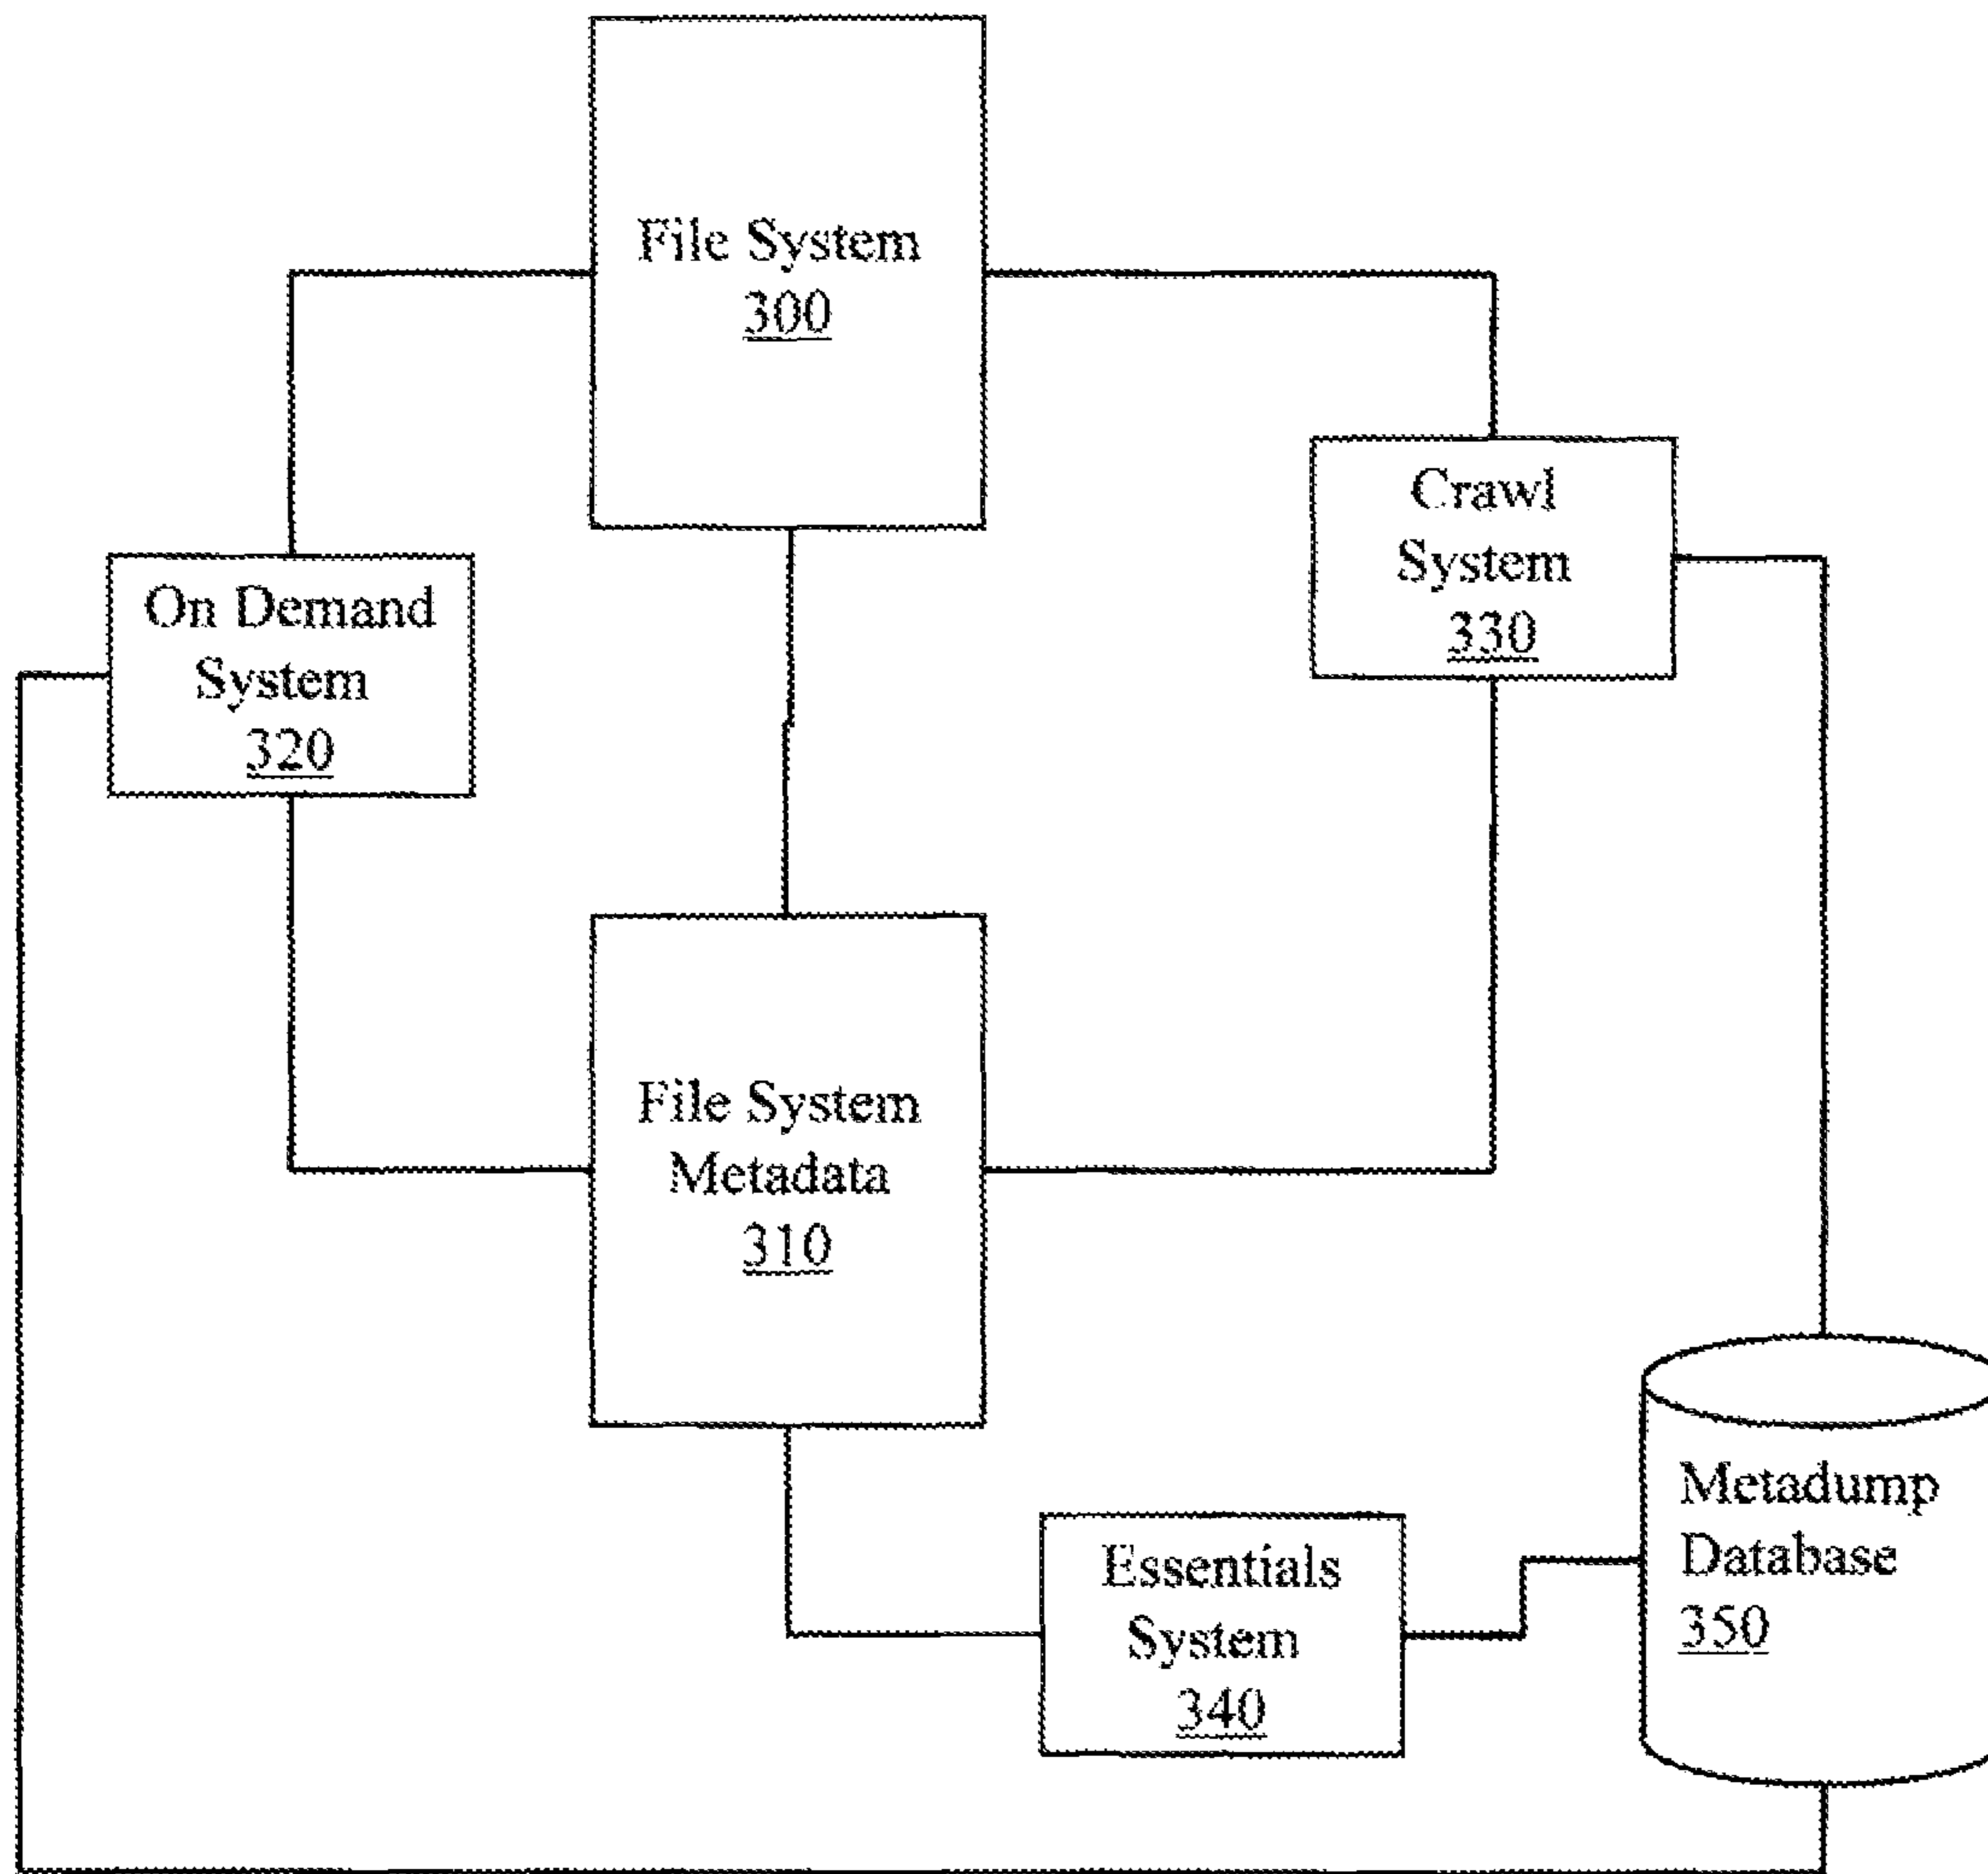 File System
300
Crawl
System
330
On Demand
System
320
File System
Metadata
310
Metadump
Database
350
Essentials
System
340